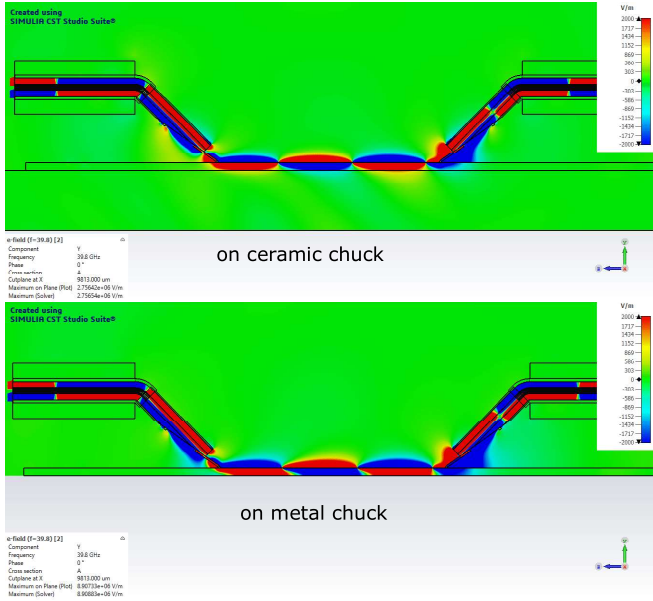 Created using
SIMULIA CST Studio Suite®
V/m
2000
1717
1434
1152
869
303
0
-303
-586
-869
-1152
-1434
-1717
-2000
e-field (f=39.8) [2]
Component Y
Frequency 39.8 GHz
Phase 0 °
Cross section A
Cutplane at X 9813.000 um
Maximum on Plane (Plot) 2.75642e+06 V/m
Maximum (Solver) 2.75654e+06 V/m
on ceramic chuck
Created using
SIMULIA CST Studio Suite®
V/m
2000
1717
1434
1152
869
586
303
0
-303
-586
-869
-1152
-1434
-1717
-2000
on metal chuck
e-field (f=39.8) [2]
Component Y
Frequency 39.8 GHz
Phase 0 °
Cross section A
Cutplane at X 9813.000 um
Maximum on Plane (Plot) 8.90733e+06 V/m
Maximum (Solver) 8.90883e+06 V/m